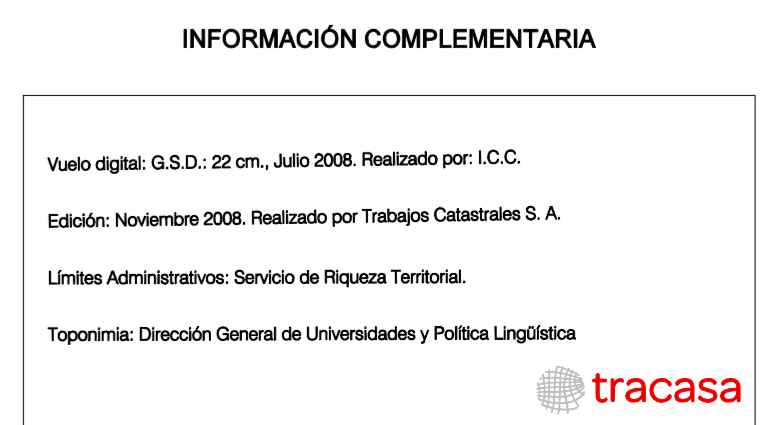 INFORMACIÓN COMPLEMENTARIA
Vuelo digital: G.S.D.: 22 cm., Julio 2008. Realizado por: I.C.C.
Edición: Noviembre 2008. Realizado por Trabajos Catastrales S. A.
Límites Administrativos: Servicio de Riqueza Territorial.
Toponimia: Dirección General de Universidades y Política Lingüística
tracasa